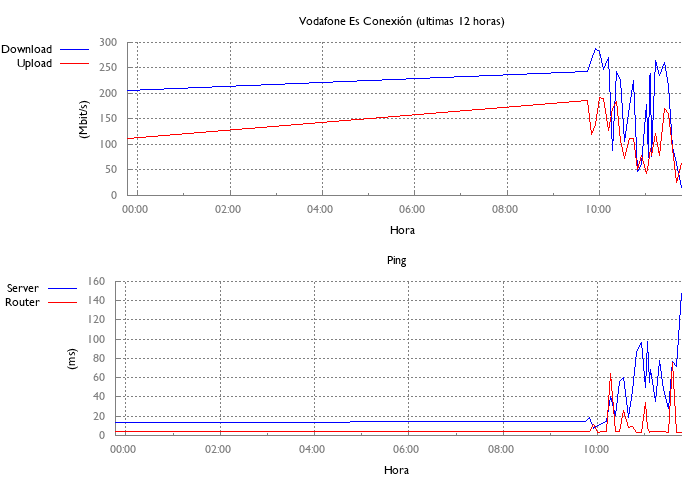 Vodafone Es Conexión (ultimas 12 horas)
Download
Upload
300
250
200
150
100
50
0
(Mbit/s)
00:00 02:00 04:00 06:00 08:00 10:00
Hora
Ping
Server
Router
160
140
120
100
80
60
40
20
0
(ms)
00:00 02:00 04:00 06:00 08:00 10:00
Hora